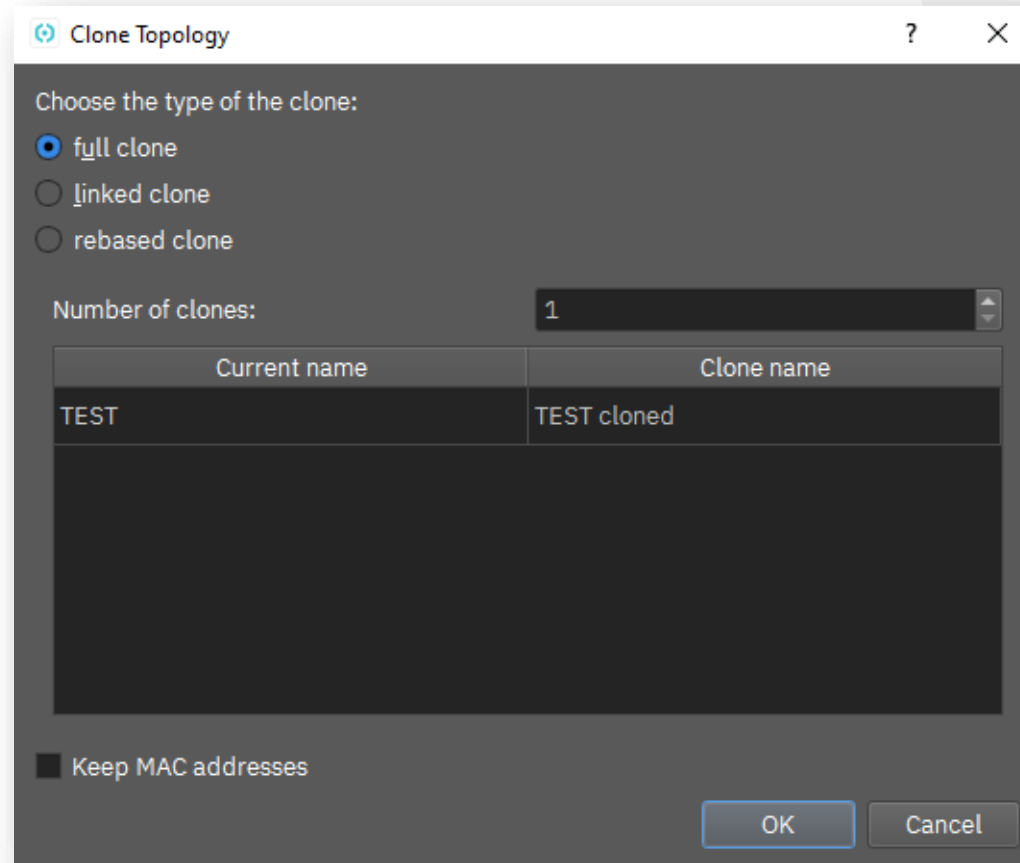 Clone Topology
?
Choose the type of the clone:
full clone
linked clone
rebased clone
Number of clones: 1
Current name Clone name
TEST TEST cloned
Keep MAC addresses
OK Cancel